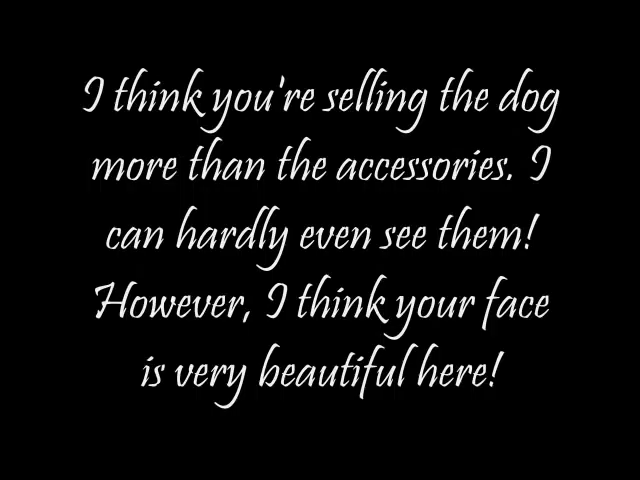 I think you're selling the dog
more than the accessories. I
can hardly even see them!
However, I think your face
is very beautiful here!